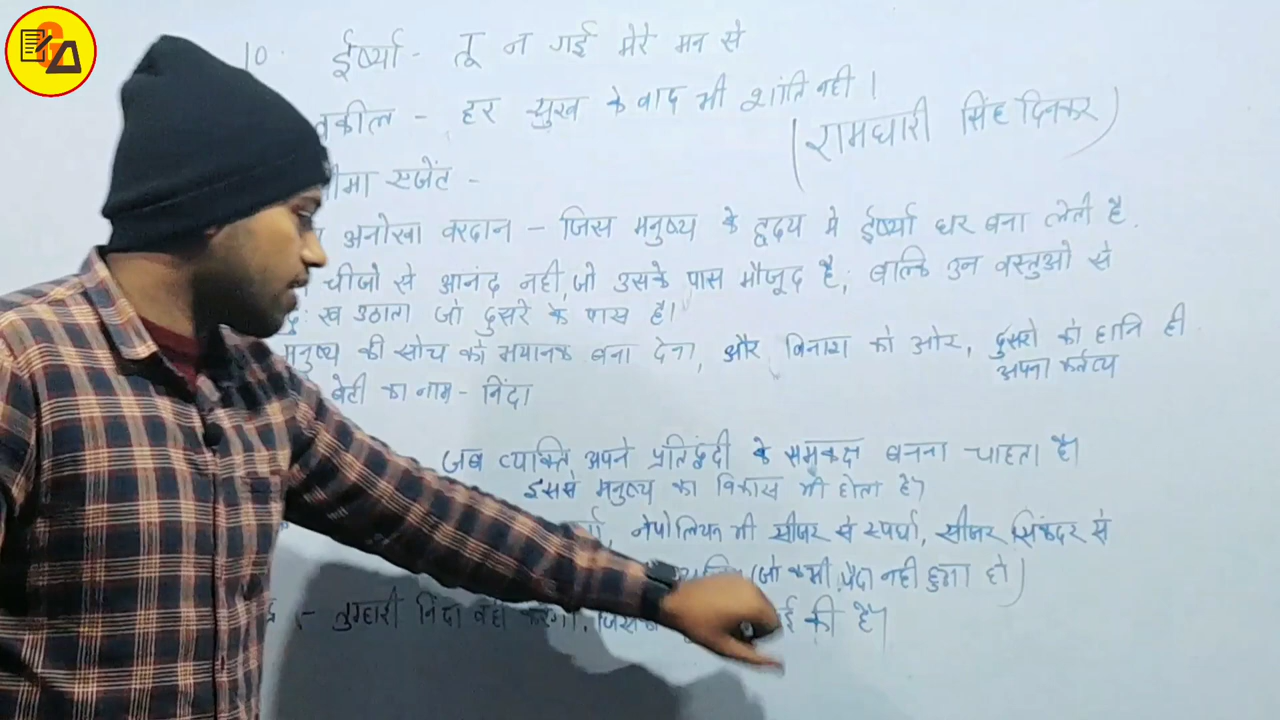 10. ईर्ष्या - तू न गई मेरे मन से
वकील - हर सुख के बाद भी शांति नही।
(रामधारी सिंह दिनकर)
एजेंट -
अनोखा वरदान - जिस मनुष्य के हृदय मे ईर्ष्या घर बना लेती है.
चीजो से आनंद नही, जो उसके पास मौजूद है, बल्कि उन वस्तुओ से
दुःख उठाता जो दुसरे के पास है।
मनुष्य की सोच को भयानक बना देना, और विनाश की ओर, दुसरो को हानि ही
अपना कर्तव्य
बेटी का नाम - निंदा
जब व्यक्ति अपने प्रतिद्वंदी के समकक्ष बनना चाहता है।
इससे मनुष्य का विकास भी होता है।
नेपोलियन भी सीजर से स्पर्धा, सीजर सिकंदर से
(जो कभी पैदा नही हुआ हो)
- तुम्हारी निंदा वही करेगा, की है।